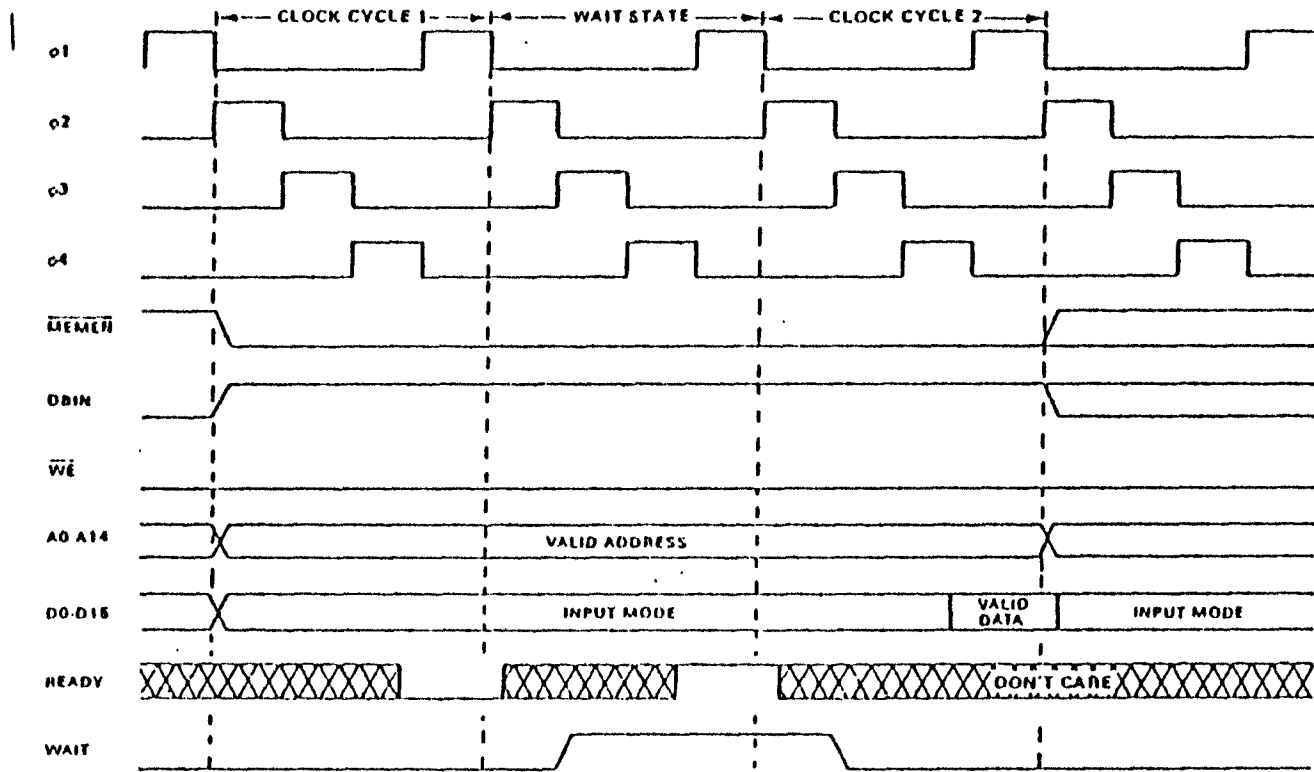 CLOCK CYCLE 1 WAIT STATE CLOCK CYCLE 2
φ1
φ2
φ3
φ4
MEMEN
DBIN
WE
A0-A14 VALID ADDRESS
D0-D15 INPUT MODE VALID DATA INPUT MODE
READY DON'T CARE
WAIT